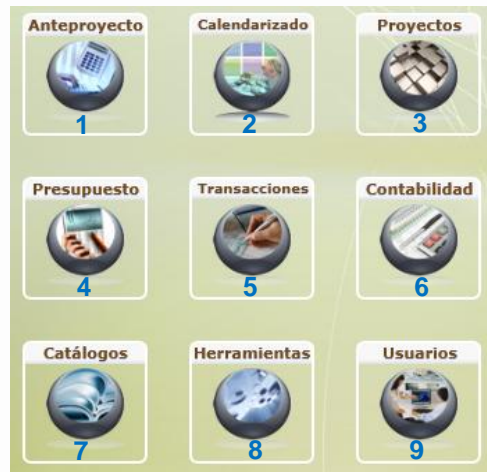 Anteproyecto Calendarizado Proyectos
1 2 3
Presupuesto Transacciones Contabilidad
4 5 6
Catálogos Herramientas Usuarios
7 8 9